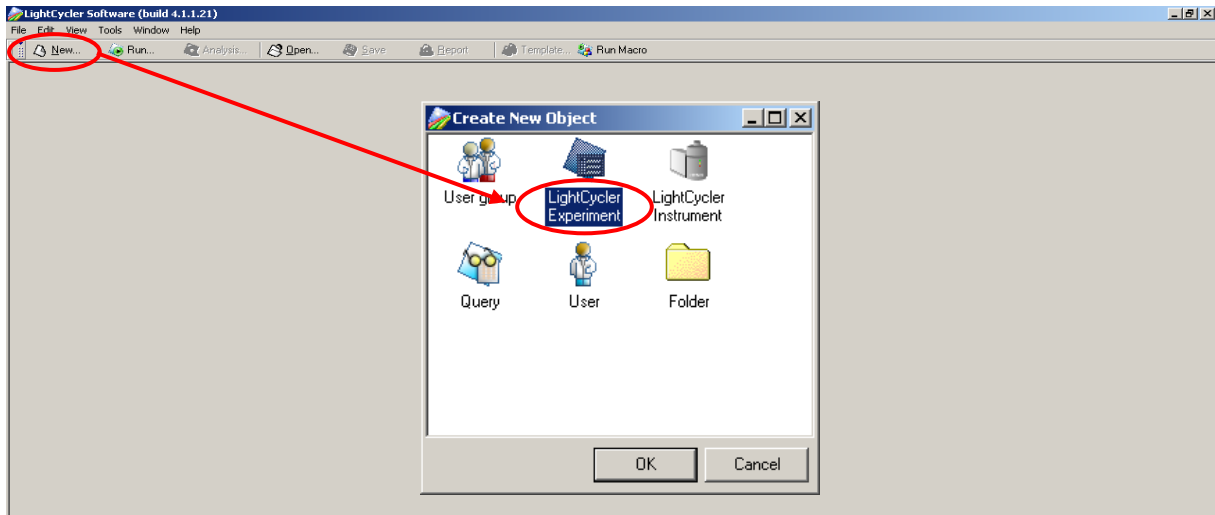 LightCycler Software (build 4.1.1.21)
File Edit View Tools Window Help
New... Run... Analysis... Open... Save Report Template... Run Macro
Create New Object
User group
LightCycler Experiment
LightCycler Instrument
Query User Folder
OK Cancel